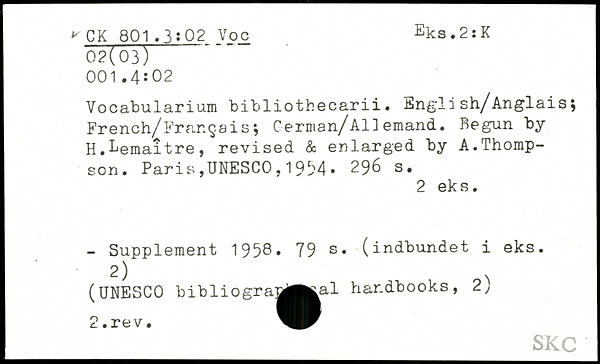 ✓ CK 801.3:02 Voc Eks.2:K
02(03)
001.4:02
Vocabularium bibliothecarii. English/Anglais;
French/Français; German/Allemand. Begun by
H.Lemaître, revised & enlarged by A.Thomp-
son. Paris,UNESCO,1954. 296 s.
2 eks.
- Supplement 1958. 79 s. (indbundet i eks.
2)
(UNESCO bibliographical handbooks, 2)
2.rev.
SKC